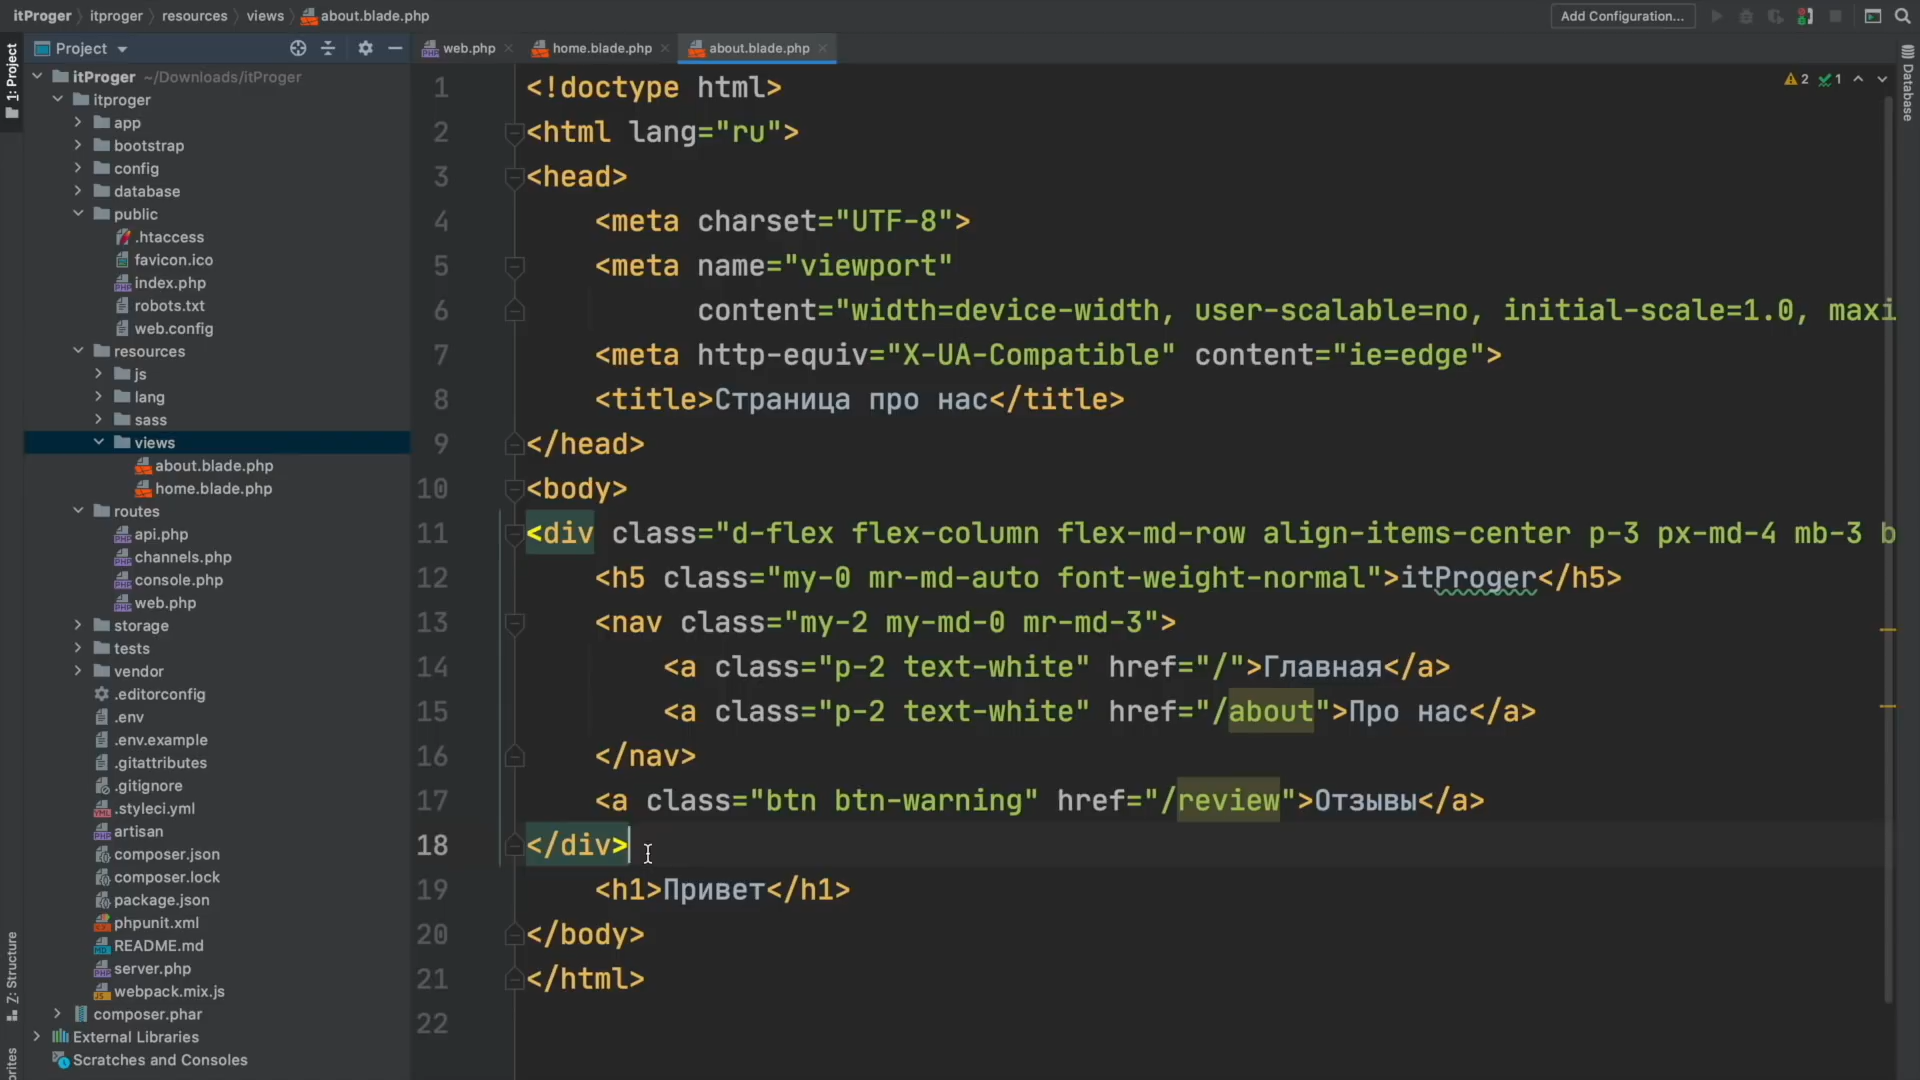 itProger
itproger
resources
views
about.blade.php
Add Configuration...
1: Project
Project
web.php
home.blade.php
about.blade.php
Database
itProger ~/Downloads/itProger
itproger
app
bootstrap
config
database
public
.htaccess
favicon.ico
index.php
robots.txt
web.config
resources
js
lang
sass
views
about.blade.php
home.blade.php
routes
api.php
channels.php
console.php
web.php
storage
tests
vendor
.editorconfig
.env
.env.example
.gitattributes
.gitignore
.styleci.yml
artisan
composer.json
composer.lock
package.json
phpunit.xml
README.md
server.php
webpack.mix.js
composer.phar
External Libraries
Scratches and Consoles
Z: Structure
2 1
1 <!doctype html>
2 <html lang="ru">
3 <head>
4 <meta charset="UTF-8">
5 <meta name="viewport"
6 content="width=device-width, user-scalable=no, initial-scale=1.0, maxi
7 <meta http-equiv="X-UA-Compatible" content="ie=edge">
8 <title>Страница про нас</title>
9 </head>
10 <body>
11 <div class="d-flex flex-column flex-md-row align-items-center p-3 px-md-4 mb-3 b
12 <h5 class="my-0 mr-md-auto font-weight-normal">itProger</h5>
13 <nav class="my-2 my-md-0 mr-md-3">
14 <a class="p-2 text-white" href="/">Главная</a>
15 <a class="p-2 text-white" href="/about">Про нас</a>
16 </nav>
17 <a class="btn btn-warning" href="/review">Отзывы</a>
18 </div>
19 <h1>Привет</h1>
20 </body>
21 </html>
22